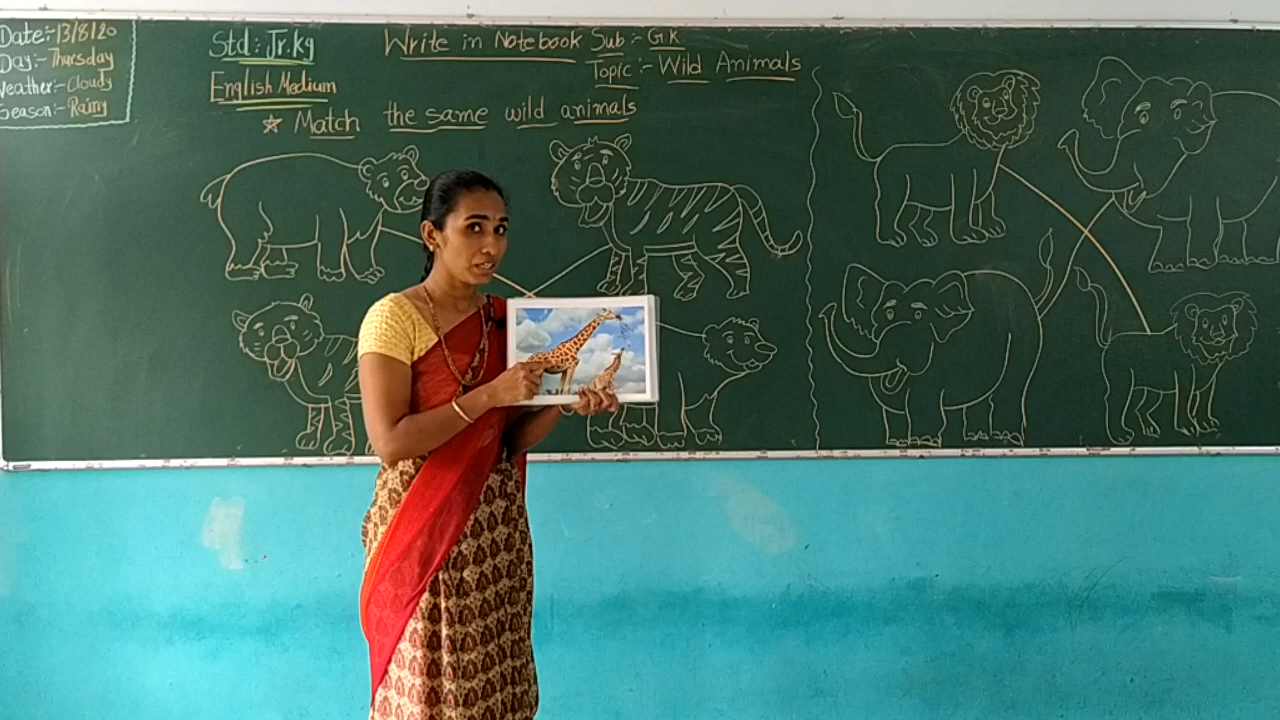 Date:-13/8/20
Day:-Thursday
Weather:-Cloudy
Season:-Rainy
Std:-Jr.kg
English Medium
Write in Notebook
Sub:-G.K
Topic:-Wild Animals
☆ Match the same wild animals